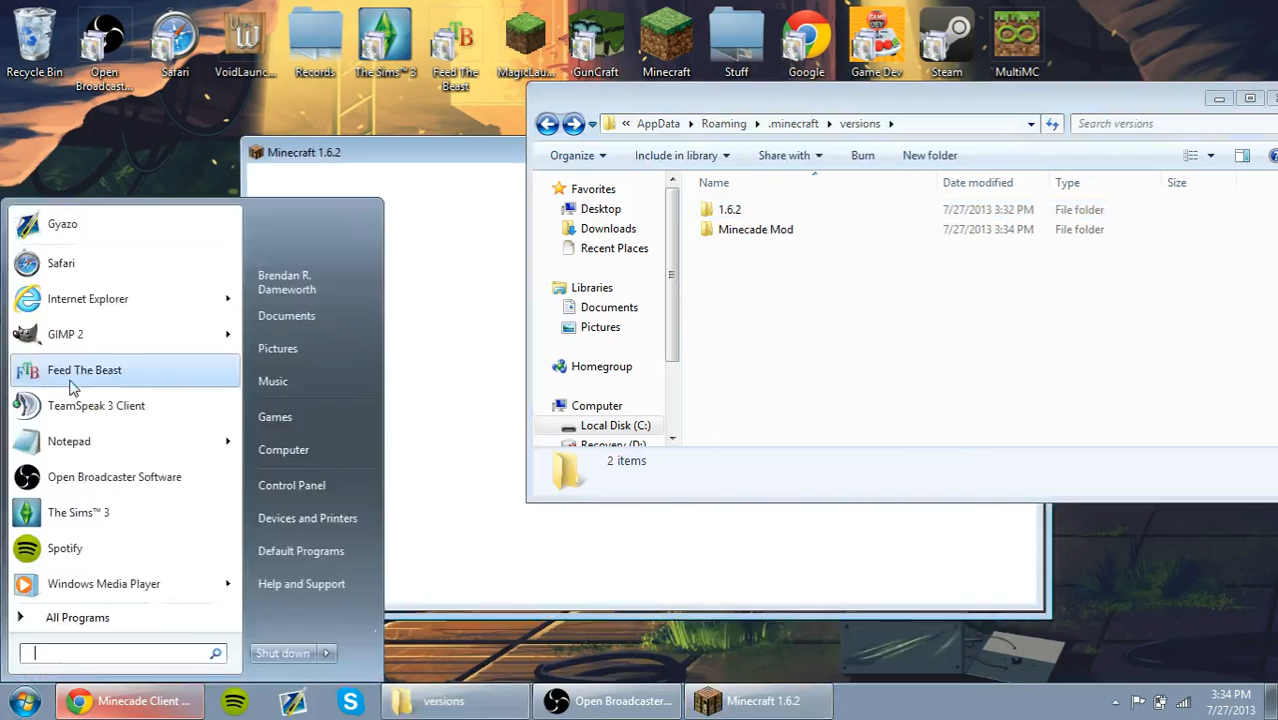 Recycle Bin
Open Broadcast...
Safari
VoidLaunc...
Records
The Sims™ 3
Feed The Beast
MagicLau...
GunCraft
Minecraft
Stuff
Google
Game Dev
Steam
MultiMC
AppData
Roaming
.minecraft
versions
Search versions
Organize
Include in library
Share with
Burn
New folder
Minecraft 1.6.2
Favorites
Desktop
Downloads
Recent Places
Libraries
Documents
Pictures
Homegroup
Computer
Local Disk (C:)
Recovery (D:)
Name
Date modified
Type
Size
1.6.2
7/27/2013 3:32 PM
File folder
Minecade Mod
7/27/2013 3:34 PM
File folder
2 items
Gyazo
Safari
Internet Explorer
GIMP 2
Feed The Beast
TeamSpeak 3 Client
Notepad
Open Broadcaster Software
The Sims™ 3
Spotify
Windows Media Player
All Programs
Brendan R. Dameworth
Documents
Pictures
Music
Games
Computer
Control Panel
Devices and Printers
Default Programs
Help and Support
Shut down
Minecade Client ...
versions
Open Broadcaster...
Minecraft 1.6.2
3:34 PM
7/27/2013